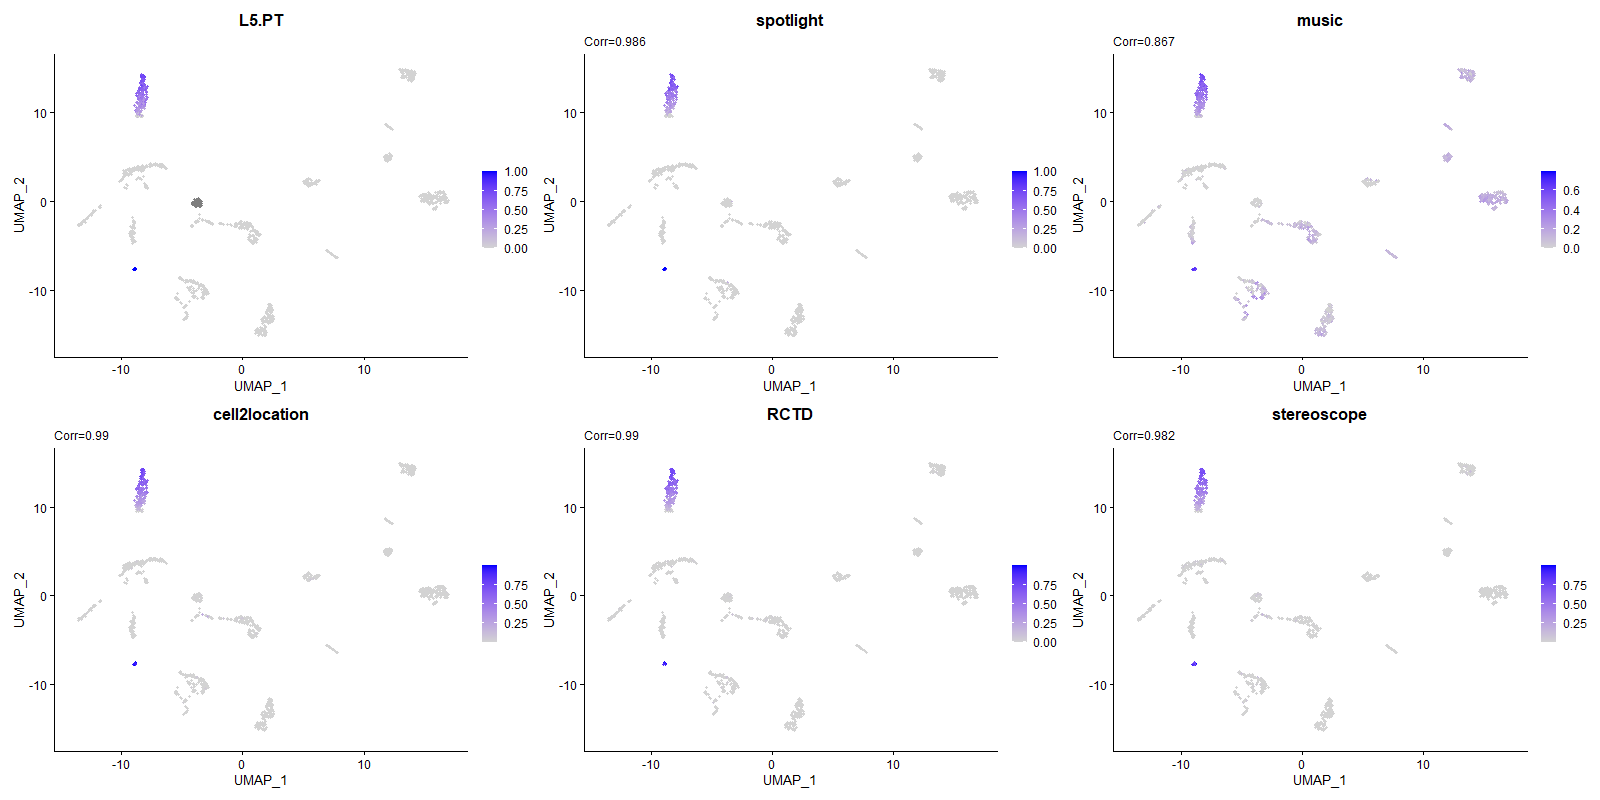 L5.PT
UMAP_2
10
0
-10
-10
0
10
UMAP_1
1.00
0.75
0.50
0.25
0.00
spotlight
Corr=0.986
UMAP_2
10
0
-10
-10
0
10
UMAP_1
1.00
0.75
0.50
0.25
0.00
music
Corr=0.867
UMAP_2
10
0
-10
-10
0
10
UMAP_1
0.6
0.4
0.2
0.0
cell2location
Corr=0.99
UMAP_2
10
0
-10
-10
0
10
UMAP_1
0.75
0.50
0.25
RCTD
Corr=0.99
UMAP_2
10
0
-10
-10
0
10
UMAP_1
0.75
0.50
0.25
0.00
stereoscope
Corr=0.982
UMAP_2
10
0
-10
-10
0
10
UMAP_1
0.75
0.50
0.25